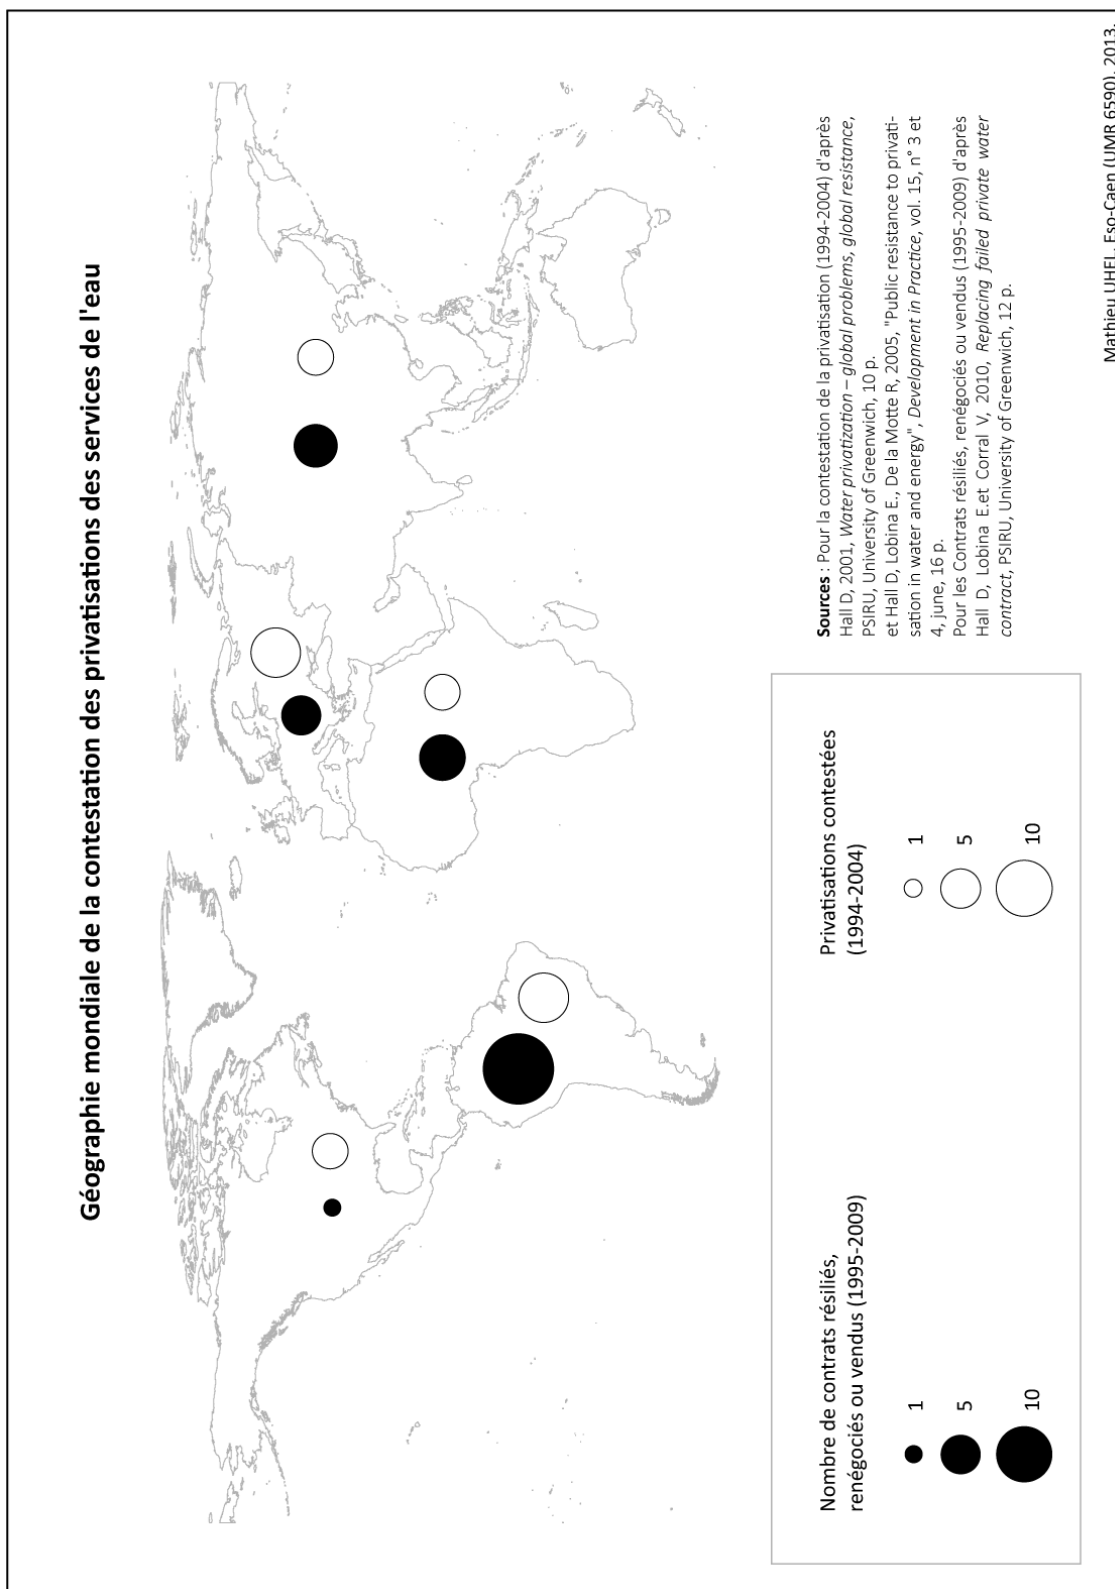 Géographie mondiale de la contestation des privatisations des services de l'eau
Nombre de contrats résiliés,
renégociés ou vendus (1995-2009)
1
5
10
Privatisations contestées
(1994-2004)
1
5
10
Sources : Pour la contestation de la privatisation (1994-2004) d'après
Hall D, 2001, Water privatization – global problems, global resistance,
PSIRU, University of Greenwich, 10 p.
et Hall D, Lobina E., De la Motte R, 2005, "Public resistance to privati-
sation in water and energy", Development in Practice, vol. 15, n° 3 et
4, june, 16 p.
Pour les Contrats résiliés, renégociés ou vendus (1995-2009) d'après
Hall D, Lobina E.et Corral V, 2010, Replacing failed private water
contract, PSIRU, University of Greenwich, 12 p.
Mathieu UHEL, Eso-Caen (UMR 6590), 2013.